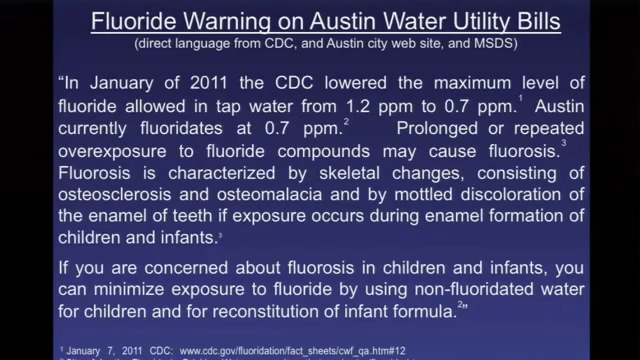 Fluoride Warning on Austin Water Utility Bills
(direct language from CDC, and Austin city web site, and MSDS)
“In January of 2011 the CDC lowered the maximum level of
fluoride allowed in tap water from 1.2 ppm to 0.7 ppm.¹ Austin
currently fluoridates at 0.7 ppm.² Prolonged or repeated
overexposure to fluoride compounds may cause fluorosis.³
Fluorosis is characterized by skeletal changes, consisting of
osteosclerosis and osteomalacia and by mottled discoloration of
the enamel of teeth if exposure occurs during enamel formation of
children and infants.³
If you are concerned about fluorosis in children and infants, you
can minimize exposure to fluoride by using non-fluoridated water
for children and for reconstitution of infant formula.²”
¹ January 7, 2011 CDC: www.cdc.gov/fluoridation/fact_sheets/cwf_qa.htm#12